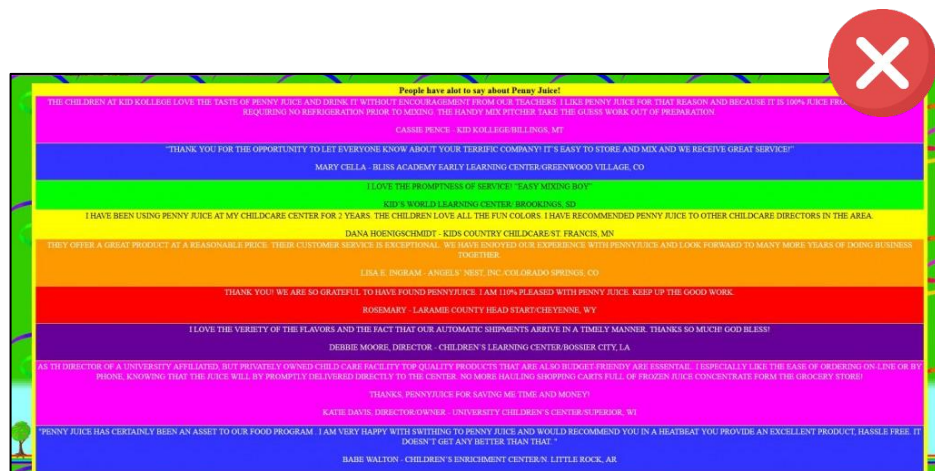 People have alot to say about Penny Juice!
THE CHILDREN AT KID KOLLEGE LOVE THE TASTE OF PENNY JUICE AND DRINK IT WITHOUT ENCOURAGEMENT FROM OUR TEACHERS. I LIKE PENNY JUICE FOR THAT REASON AND BECAUSE IT IS 100% JUICE
REQUIRING NO REFRIGERATION PRIOR TO MIXING. THE HANDY MIX PITCHER TAKE THE GUESS WORK OUT OF PREPARATION.
CASSIE PENCE - KID KOLLEGE/BILLINGS, MT
"THANK YOU FOR THE OPPORTUNITY TO LET EVERYONE KNOW ABOUT YOUR TERRIFIC COMPANY! IT'S EASY TO STORE AND MIX AND WE RECEIVE GREAT SERVICE!"
MARY CELLA - BLISS ACADEMY EARLY LEARNING CENTER/GREENWOOD VILLAGE, CO
I LOVE THE PROMPTNESS OF SERVICE! "EASY MIXING BOY"
KID'S WORLD LEARNING CENTER/ BROOKINGS, SD
I HAVE BEEN USING PENNY JUICE AT MY CHILDCARE CENTER FOR 2 YEARS. THE CHILDREN LOVE ALL THE FUN COLORS. I HAVE RECOMMENDED PENNY JUICE TO OTHER CHILDCARE DIRECTORS IN THE AREA.
DANA HOENIGSCHMIDT - KIDS COUNTRY CHILDCARE/ST. FRANCIS, MN
THEY OFFER A GREAT PRODUCT AT A REASONABLE PRICE. THEIR CUSTOMER SERVICE IS EXCEPTIONAL. WE HAVE ENJOYED OUR EXPERIENCE WITH PENNYJUICE AND LOOK FORWARD TO MANY MORE YEARS OF DOING BUSINESS
TOGETHER.
LISA E. INGRAM - ANGELS' NEST, INC./COLORADO SPRINGS, CO
THANK YOU! WE ARE SO GRATEFUL TO HAVE FOUND PENNYJUICE. I AM 110% PLEASED WITH PENNY JUICE. KEEP UP THE GOOD WORK.
ROSEMARY - LARAMIE COUNTY HEAD START/CHEYENNE, WY
I LOVE THE VERIETY OF THE FLAVORS AND THE FACT THAT OUR AUTOMATIC SHIPMENTS ARRIVE IN A TIMELY MANNER. THANKS SO MUCH! GOD BLESS!
DEBBIE MOORE, DIRECTOR - CHILDREN'S LEARNING CENTER/BOSSIER CITY, LA
AS TH DIRECTOR OF A UNIVERSITY AFFILIATED, BUT PRIVATELY OWNED CHILD CARE FACILITY TOP QUALITY PRODUCTS THAT ARE ALSO BUDGET-FRIENDY ARE ESSENTAIL. I ESPECIALLY LIKE THE EASE OF ORDERING ON-LINE OR BY
PHONE, KNOWING THAT THE JUICE WILL BY PROMPTLY DELIVERED DIRECTLY TO THE CENTER. NO MORE HAULING SHOPPING CARTS FULL OF FROZEN JUICE CONCENTRATE FORM THE GROCERY STORE!
THANKS, PENNYJUICE FOR SAVING ME TIME AND MONEY!
KATIE DAVIS, DIRECTOR/OWNER - UNIVERSITY CHILDREN'S CENTER/SUPERIOR, WI
"PENNY JUICE HAS CERTAINLY BEEN AN ASSET TO OUR FOOD PROGRAM . I AM VERY HAPPY WITH SWITHING TO PENNY JUICE AND WOULD RECOMMEND YOU IN A HEATBEAT YOU PROVIDE AN EXCELLENT PRODUCT, HASSLE FREE. IT
DOESN'T GET ANY BETTER THAN THAT. "
BABE WALTON - CHILDREN'S ENRICHMENT CENTER/N. LITTLE ROCK, AR